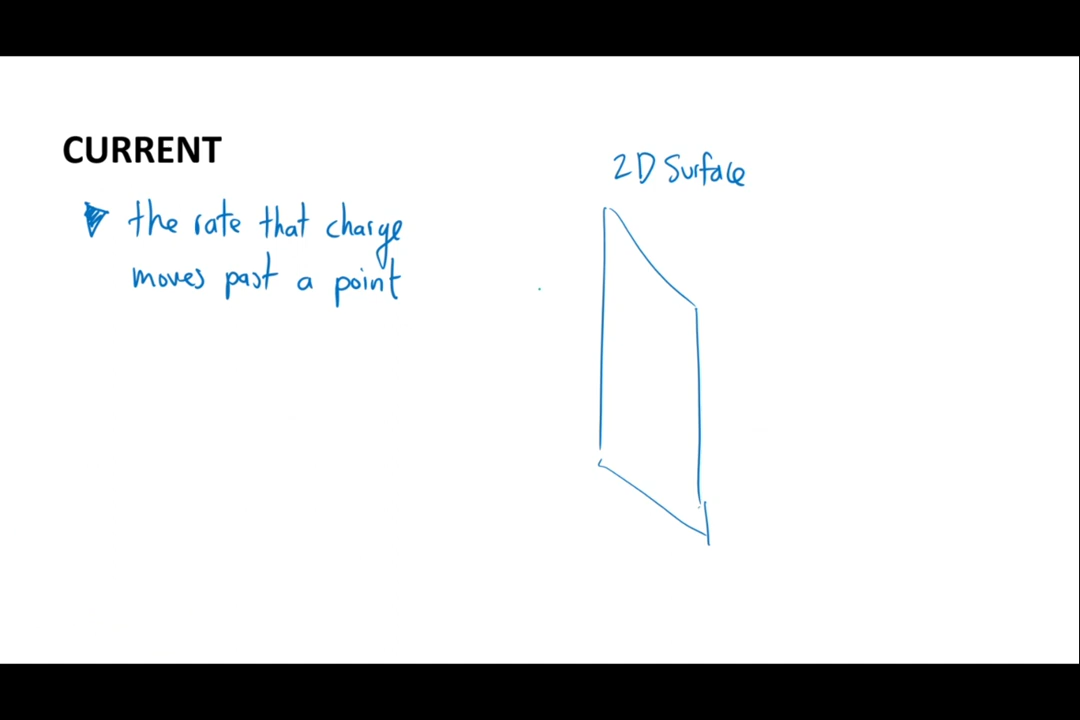 CURRENT
the rate that charge
moves past a point
2D Surface